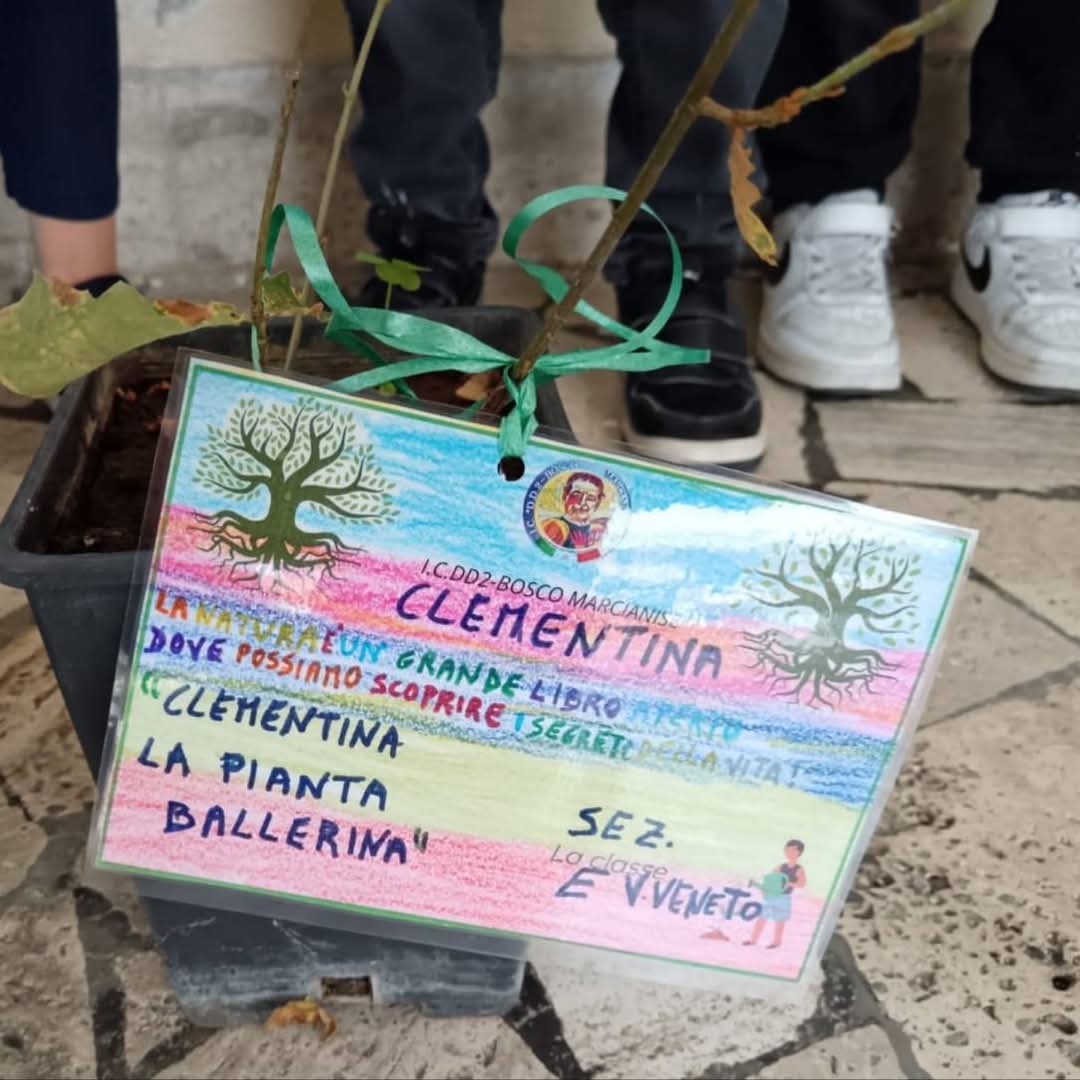 I.C.DD2-BOSCO MARCIANISE
CLEMENTINA
LA NATURA È UN GRANDE LIBRO APERTO
DOVE POSSIAMO SCOPRIRE I SEGRETI DELLA VITA!
"CLEMENTINA
LA PIANTA
BALLERINA"
SEZ.
La classe
E V.VENETO